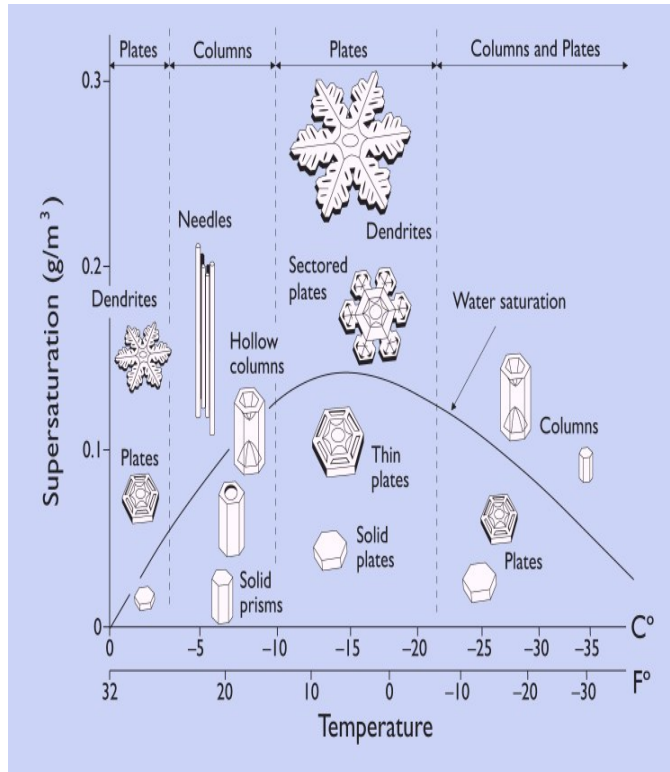 Plates
Columns
Plates
Columns and Plates
0.3
Needles
Dendrites
0.2
Sectored
plates
Dendrites
Water saturation
Hollow
columns
0.1
Columns
Plates
Thin
plates
Solid
plates
Plates
Solid
prisms
0
Supersaturation (g/m³)
0 –5 –10 –15 –20 –25 –30 –35 C°
32 20 10 0 –10 –20 –30 F°
Temperature